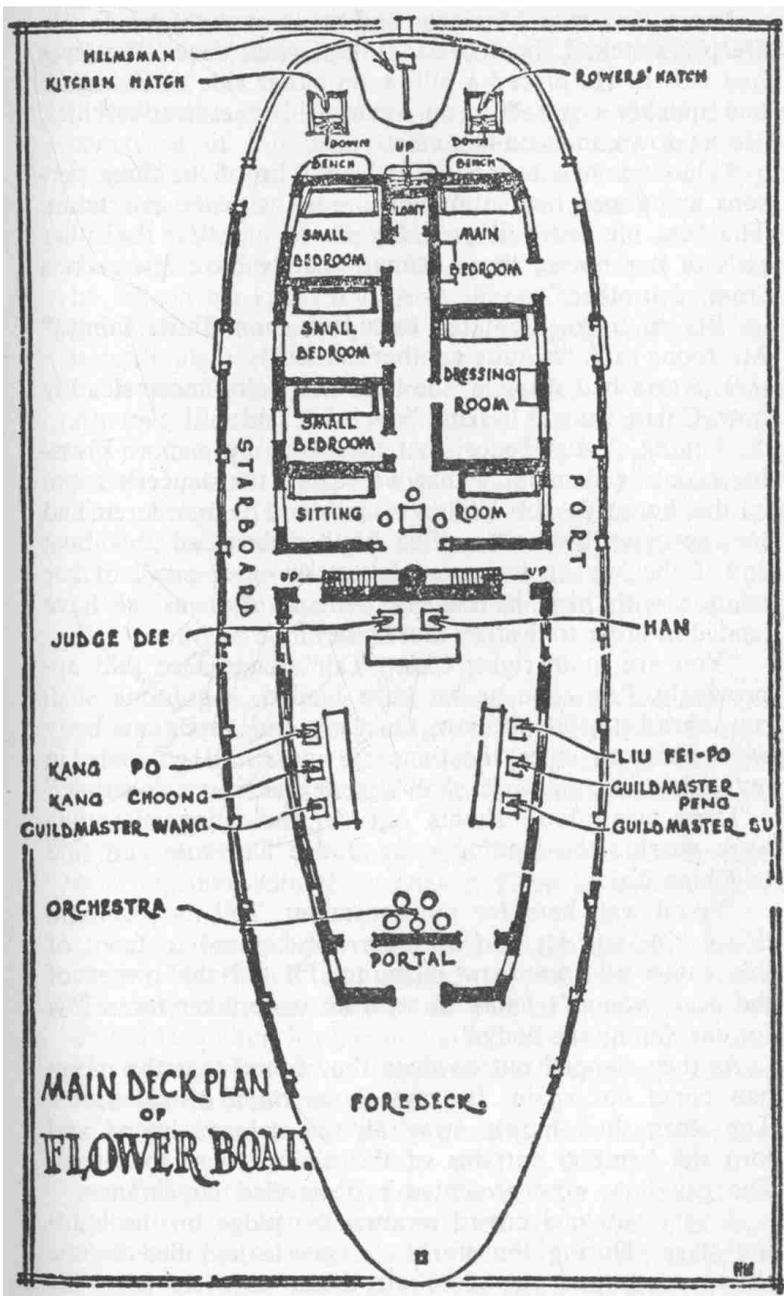 HELMSMAN
KITCHEN HATCH
ROWERS' HATCH
DOWN
UP
BENCH
BENCH
SMALL
BEDROOM
MAIN
BEDROOM
SMALL
BEDROOM
DRESSING
ROOM
SMALL
BEDROOM
STARBOARD
PORT
SITTING ROOM
UP
UP
JUDGE DEE
HAN
KANG PO
KANG CHOONG
GUILDMASTER WANG
LIU FEI-PO
GUILDMASTER
PENG
GUILDMASTER SU
ORCHESTRA
PORTAL
MAIN DECK PLAN
OF
FLOWER BOAT.
FOREDECK.